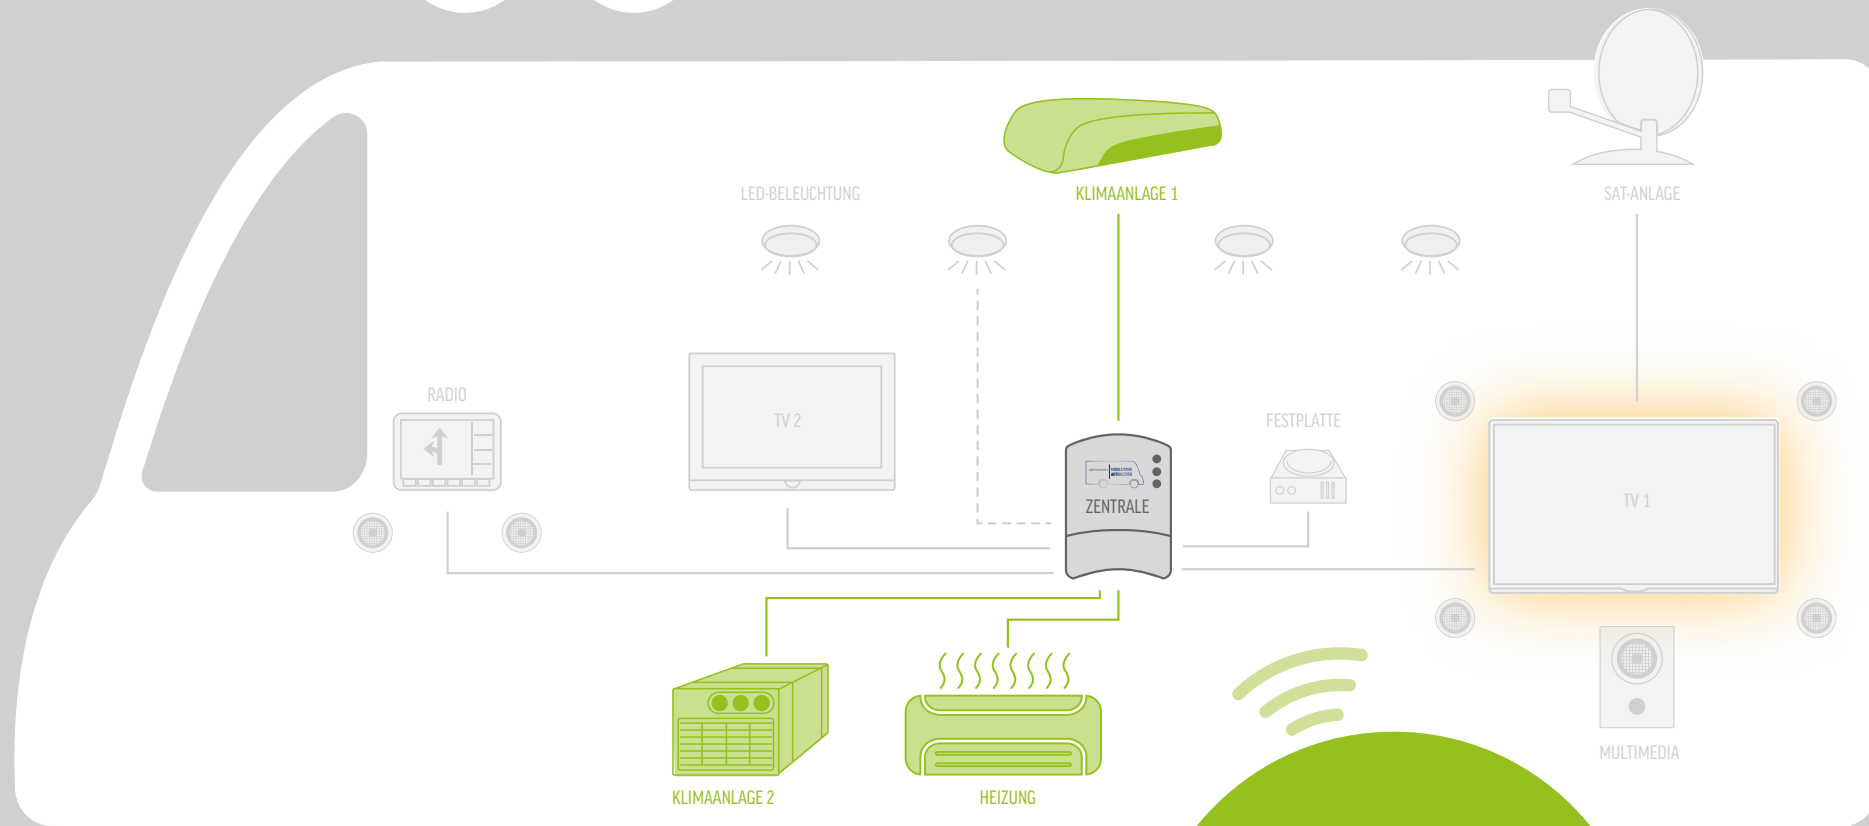 LED-BELEUCHTUNG
KLIMAANLAGE 1
SAT-ANLAGE
RADIO
TV 2
FESTPLATTE
ZENTRALE
TV 1
MULTIMEDIA
KLIMAANLAGE 2
HEIZUNG